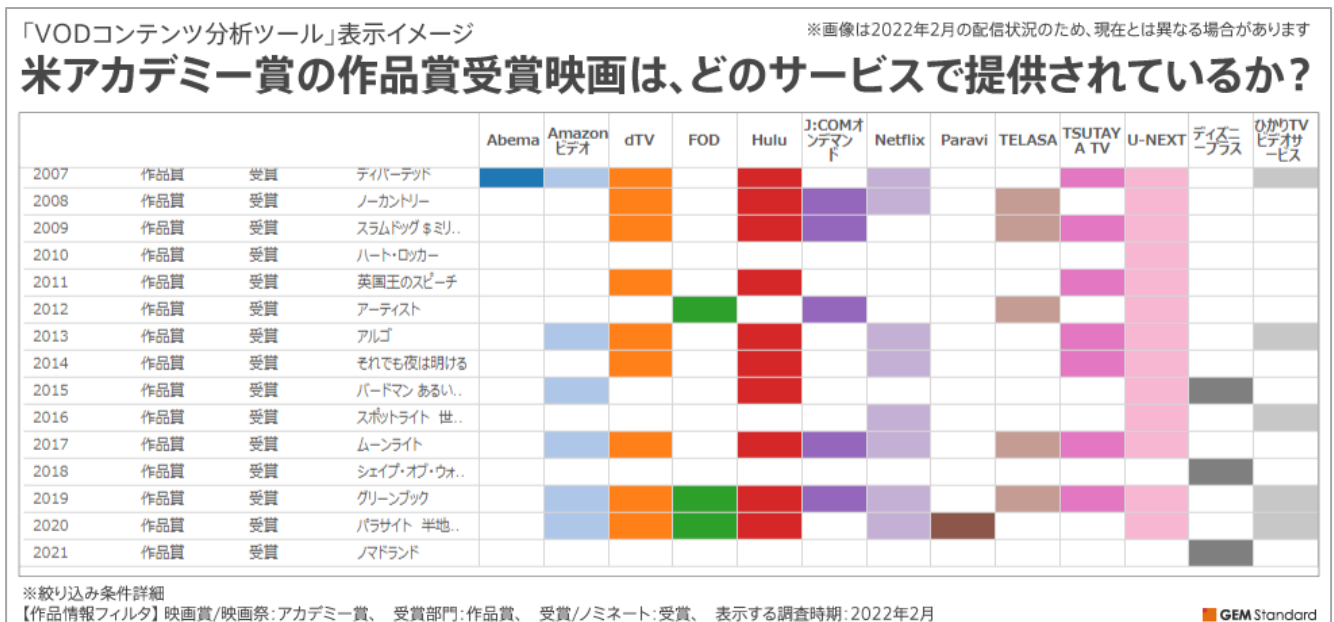 「VODコンテンツ分析ツール」表示イメージ
※画像は2022年2月の配信状況のため、現在とは異なる場合があります
米アカデミー賞の作品賞受賞映画は、どのサービスで提供されているか?
Abema Amazonビデオ dTV FOD Hulu J:COMオンデマンド Netflix Paravi TELASA TSUTAYA TV U-NEXT ディズニープラス ひかりTVビデオサービス
2007 作品賞 受賞 ディパーテッド
2008 作品賞 受賞 ノーカントリー
2009 作品賞 受賞 スラムドッグ$ミリ..
2010 作品賞 受賞 ハート・ロッカー
2011 作品賞 受賞 英国王のスピーチ
2012 作品賞 受賞 アーティスト
2013 作品賞 受賞 アルゴ
2014 作品賞 受賞 それでも夜は明ける
2015 作品賞 受賞 バードマン あるい..
2016 作品賞 受賞 スポットライト 世..
2017 作品賞 受賞 ムーンライト
2018 作品賞 受賞 シェイプ・オブ・ウォ..
2019 作品賞 受賞 グリーンブック
2020 作品賞 受賞 パラサイト 半地..
2021 作品賞 受賞 ノマドランド
※絞り込み条件詳細
【作品情報フィルタ】映画賞/映画祭:アカデミー賞、 受賞部門:作品賞、 受賞/ノミネート:受賞、 表示する調査時期:2022年2月
GEM Standard